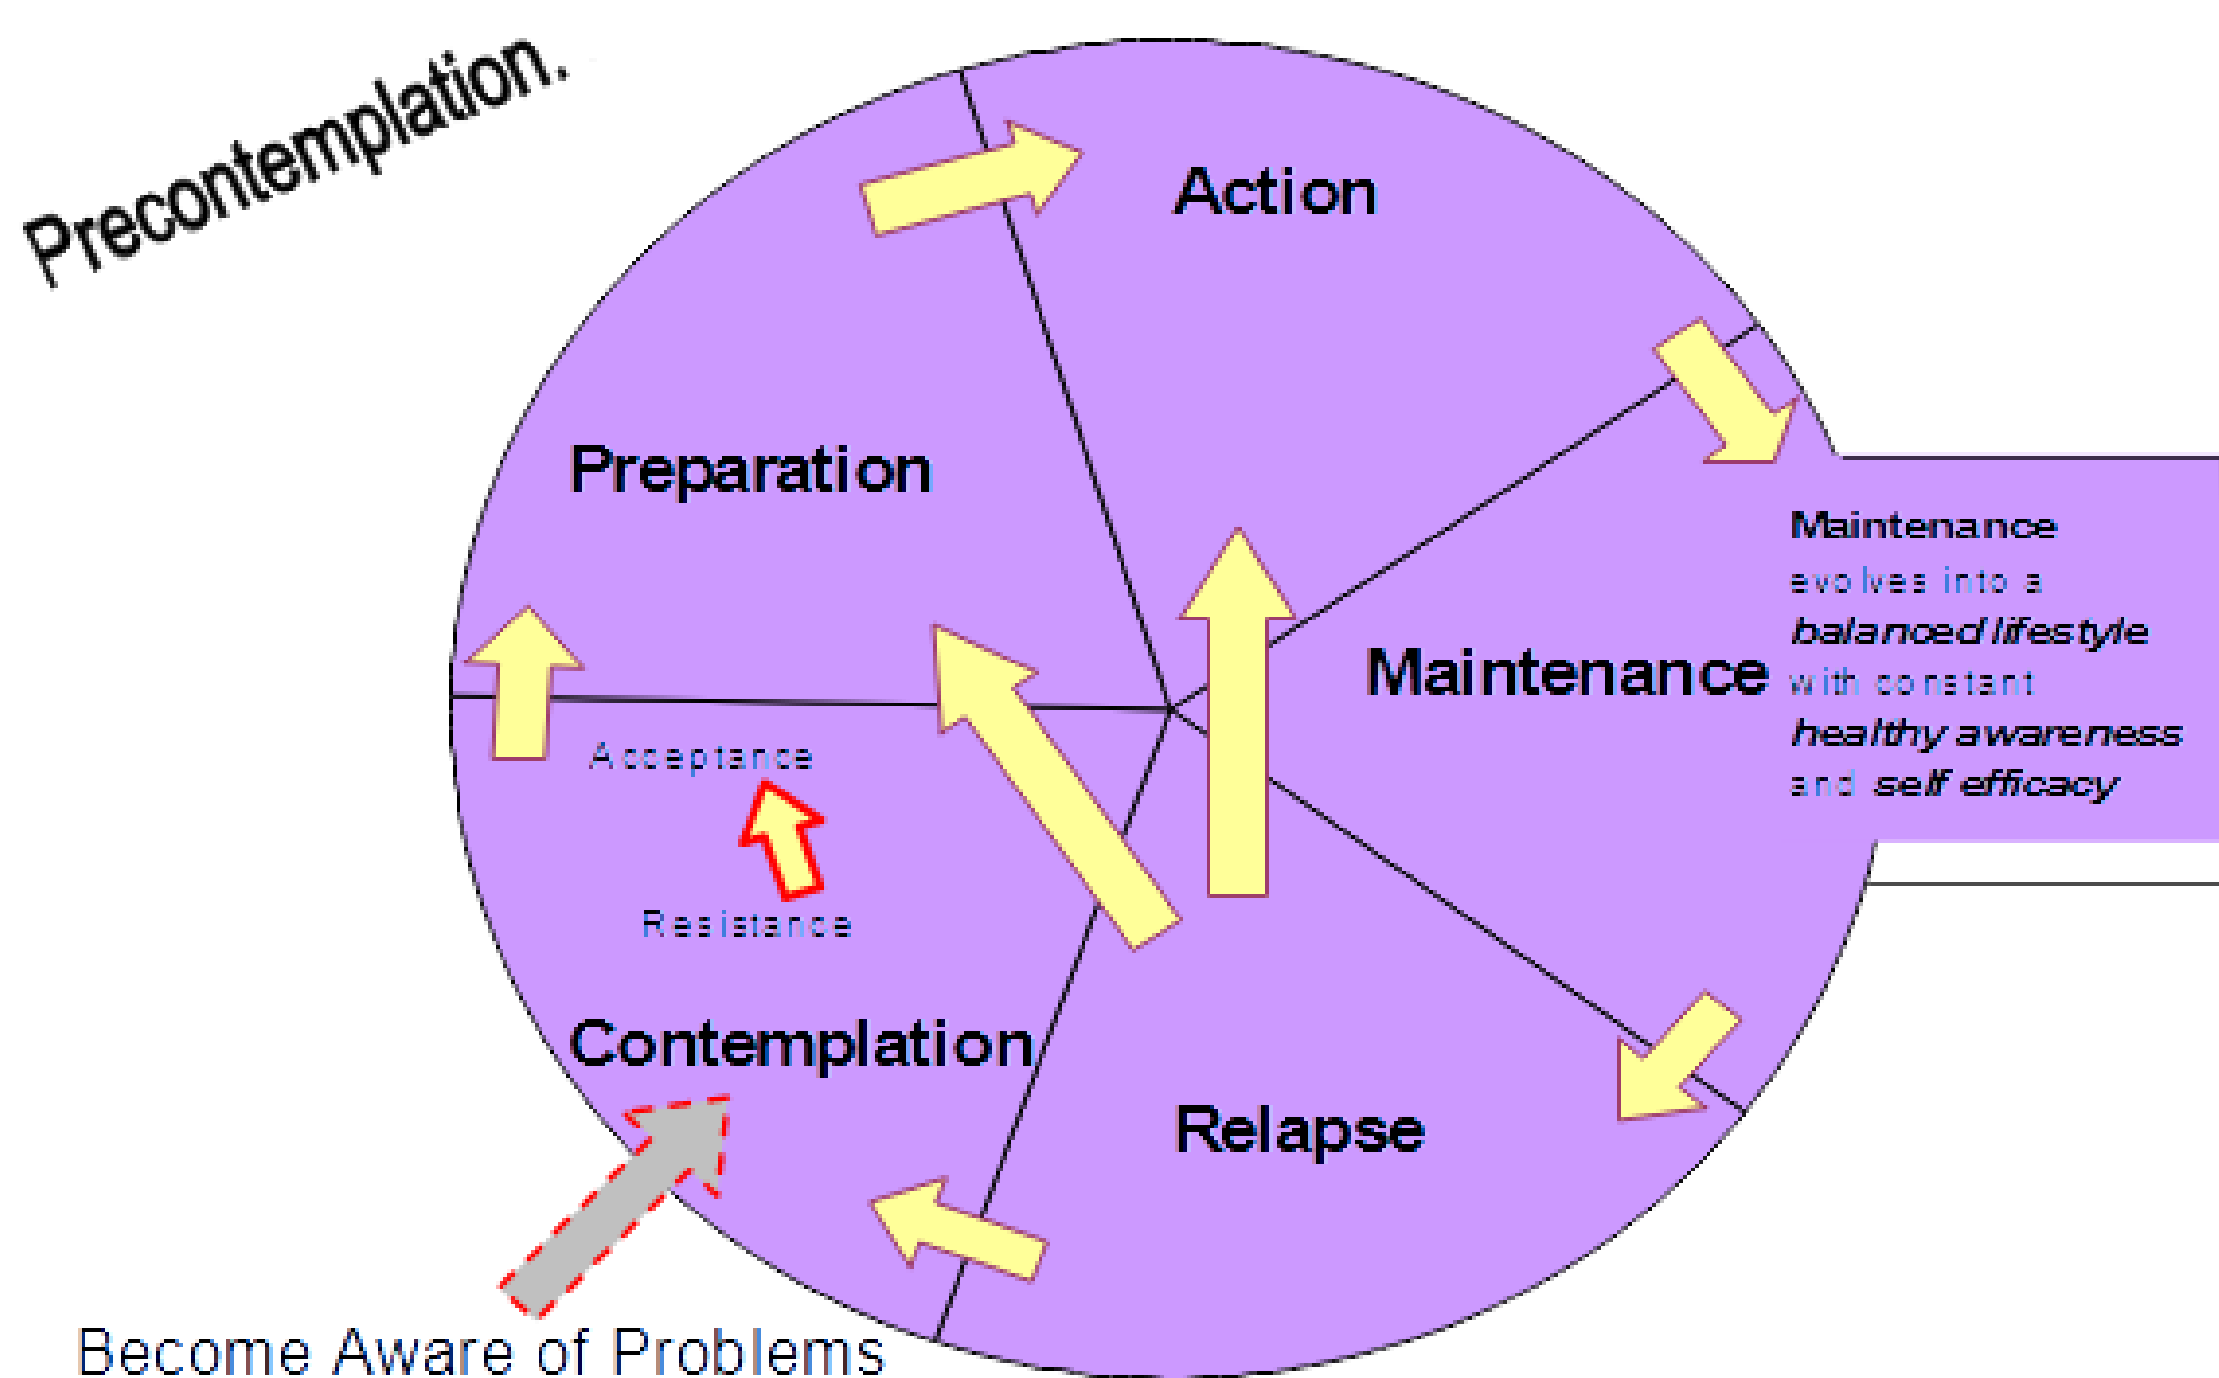 Precontemplation.
Action
Preparation
Maintenance
evolves into a
balanced lifestyle
with constant
healthy awareness
and self efficacy
Maintenance
Acceptance
Resistance
Contemplation
Relapse
Become Aware of Problems